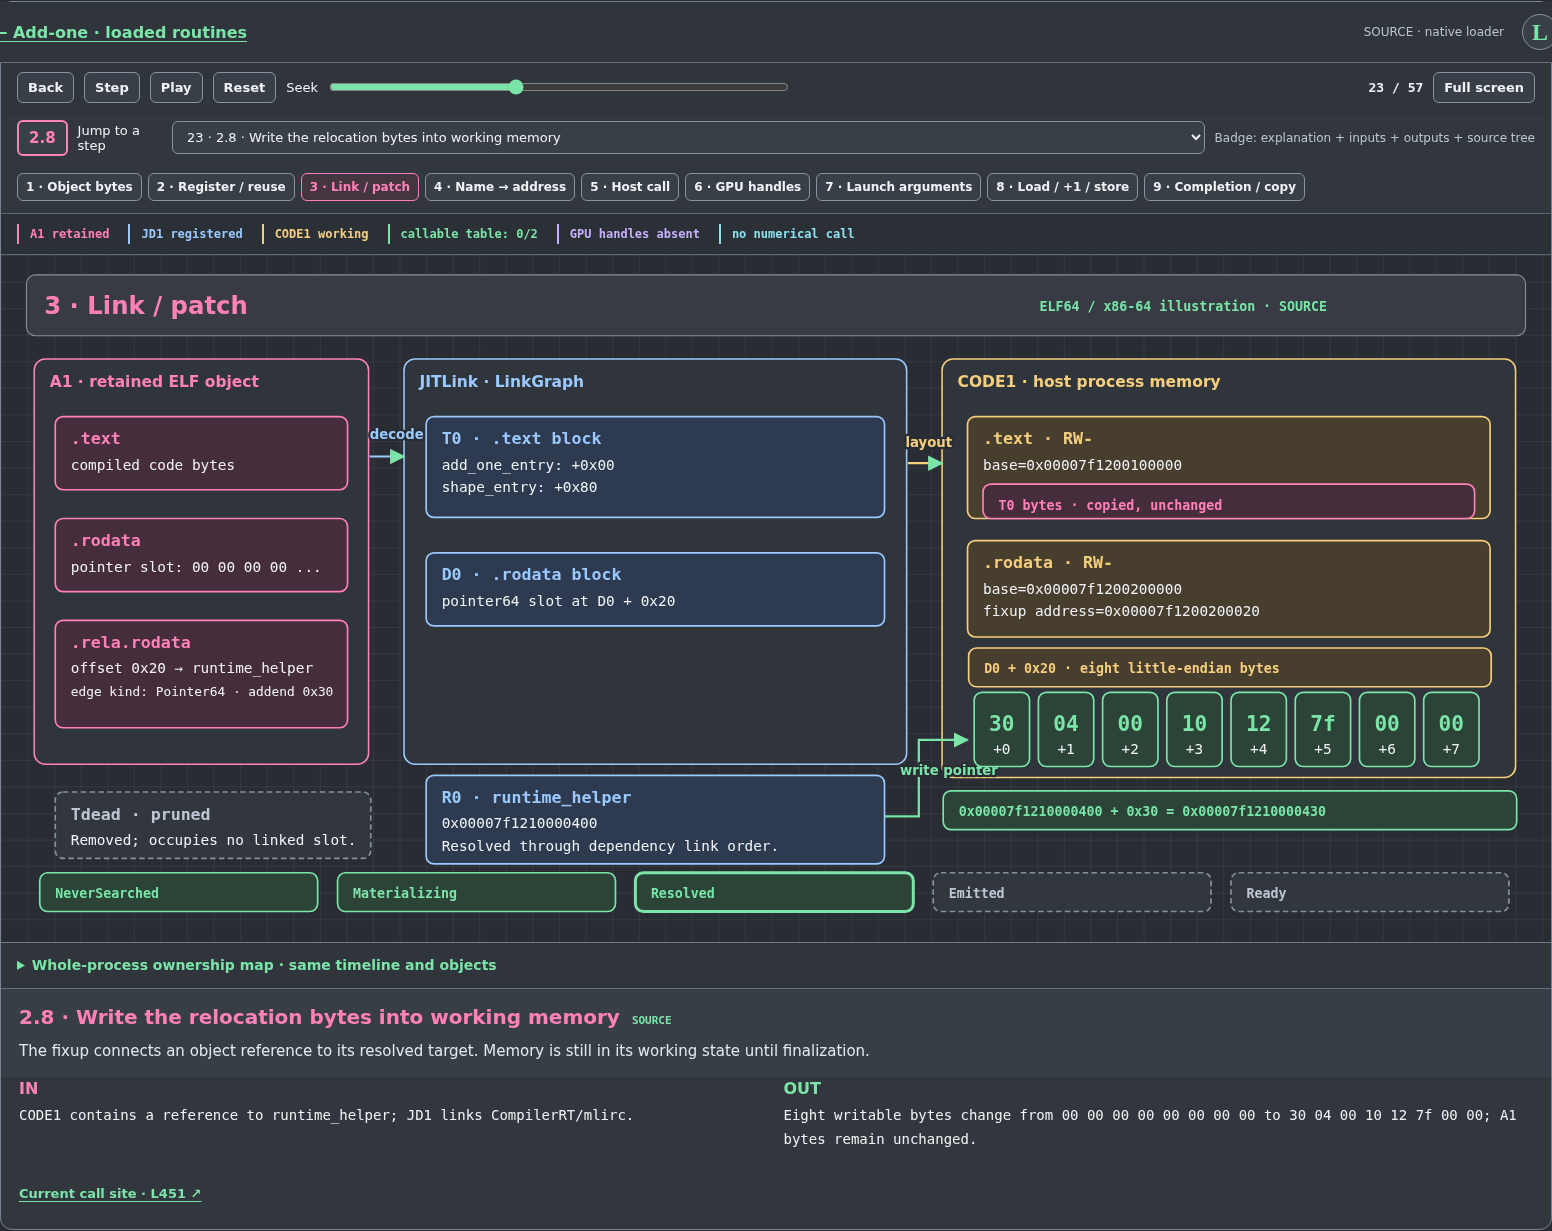 ← Add-one · loaded routines
SOURCE · native loader
L
Back
Step
Play
Reset
Seek
23 / 57
Full screen
2.8
Jump to a
step
23 · 2.8 · Write the relocation bytes into working memory
Badge: explanation + inputs + outputs + source tree
1 · Object bytes
2 · Register / reuse
3 · Link / patch
4 · Name → address
5 · Host call
6 · GPU handles
7 · Launch arguments
8 · Load / +1 / store
9 · Completion / copy
A1 retained
JD1 registered
CODE1 working
callable table: 0/2
GPU handles absent
no numerical call
3 · Link / patch
ELF64 / x86-64 illustration · SOURCE
A1 · retained ELF object
.text
compiled code bytes
.rodata
pointer slot: 00 00 00 00 ...
.rela.rodata
offset 0x20 → runtime_helper
edge kind: Pointer64 · addend 0x30
decode
JITLink · LinkGraph
T0 · .text block
add_one_entry: +0x00
shape_entry: +0x80
D0 · .rodata block
pointer64 slot at D0 + 0x20
layout
CODE1 · host process memory
.text · RW-
base=0x00007f1200100000
T0 bytes · copied, unchanged
.rodata · RW-
base=0x00007f1200200000
fixup address=0x00007f1200200020
D0 + 0x20 · eight little-endian bytes
30 04 00 10 12 7f 00 00
+0 +1 +2 +3 +4 +5 +6 +7
write pointer
Tdead · pruned
Removed; occupies no linked slot.
R0 · runtime_helper
0x00007f1210000400
Resolved through dependency link order.
0x00007f1210000400 + 0x30 = 0x00007f1210000430
NeverSearched
Materializing
Resolved
Emitted
Ready
Whole-process ownership map · same timeline and objects
2.8 · Write the relocation bytes into working memory SOURCE
The fixup connects an object reference to its resolved target. Memory is still in its working state until finalization.
IN
CODE1 contains a reference to runtime_helper; JD1 links CompilerRT/mlirc.
OUT
Eight writable bytes change from 00 00 00 00 00 00 00 00 to 30 04 00 10 12 7f 00 00; A1
bytes remain unchanged.
Current call site · L451 ↗